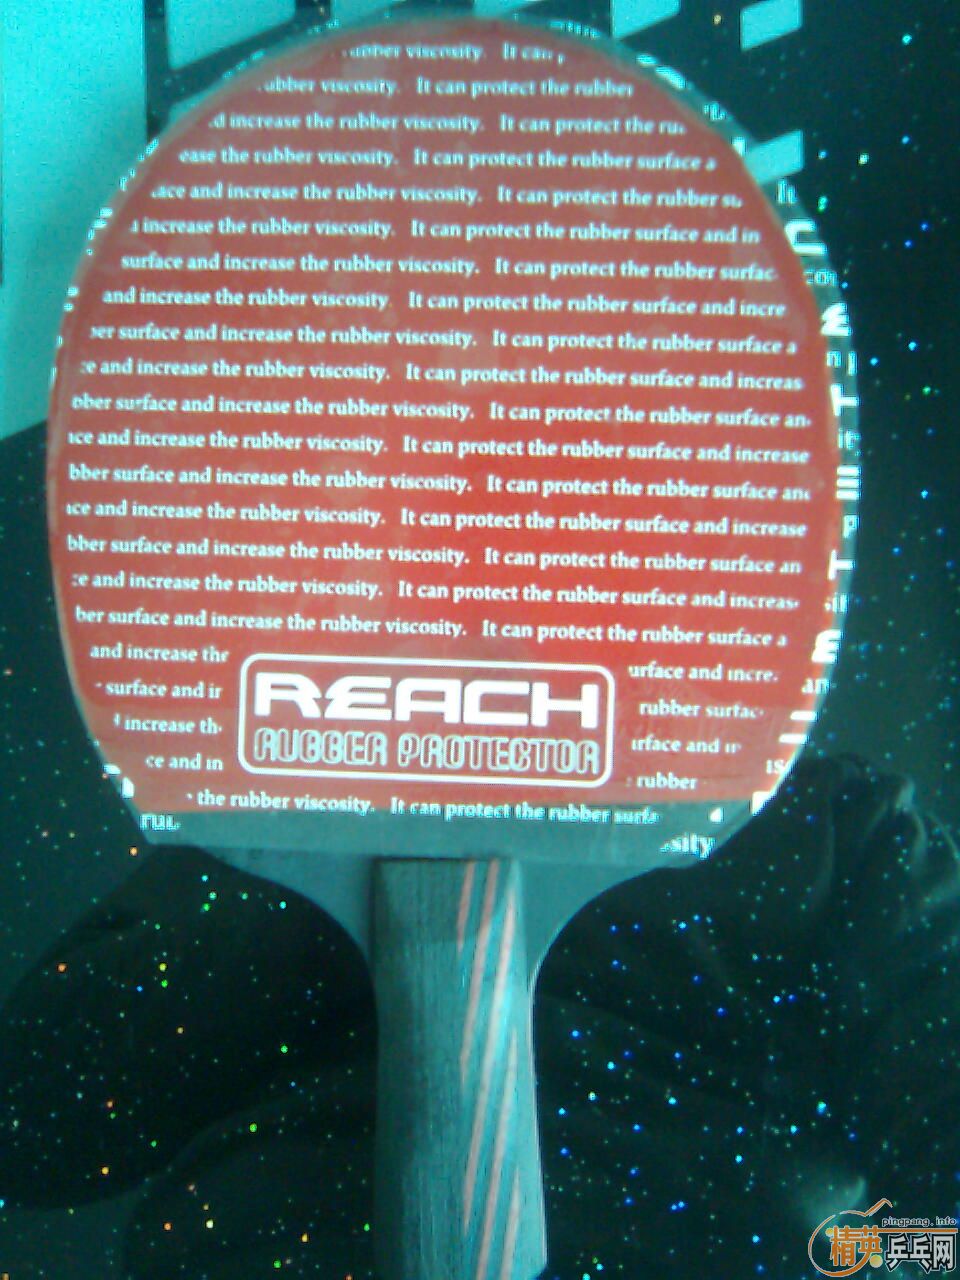 rubber viscosity. It can
rubber viscosity. It can protect the rubber
increase the rubber viscosity. It can protect the
ease the rubber viscosity. It can protect the rubber surface a
and increase the rubber viscosity. It can protect the rubber
increase the rubber viscosity. It can protect the rubber surface and in
surface and increase the rubber viscosity. It can protect the rubber surfac
and increase the rubber viscosity. It can protect the rubber surface and incre
er surface and increase the rubber viscosity. It can protect the rubber surface a
e and increase the rubber viscosity. It can protect the rubber surface and increas
bber surface and increase the rubber viscosity. It can protect the rubber surface an
ce and increase the rubber viscosity. It can protect the rubber surface and increase
bber surface and increase the rubber viscosity. It can protect the rubber surface an
ce and increase the rubber viscosity. It can protect the rubber surface and increase
bber surface and increase the rubber viscosity. It can protect the rubber surface an
e and increase the rubber viscosity. It can protect the rubber surface and increas
ber surface and increase the rubber viscosity. It can protect the rubber surface a
and increase the urface and incre
surface and in rubber surfac
increase th urface and in
ce and in rubber
REACH
RUBBER PROTECTOR
the rubber viscosity. It can protect the rubber surfa
sity
pingpang.info
精英乒乓网